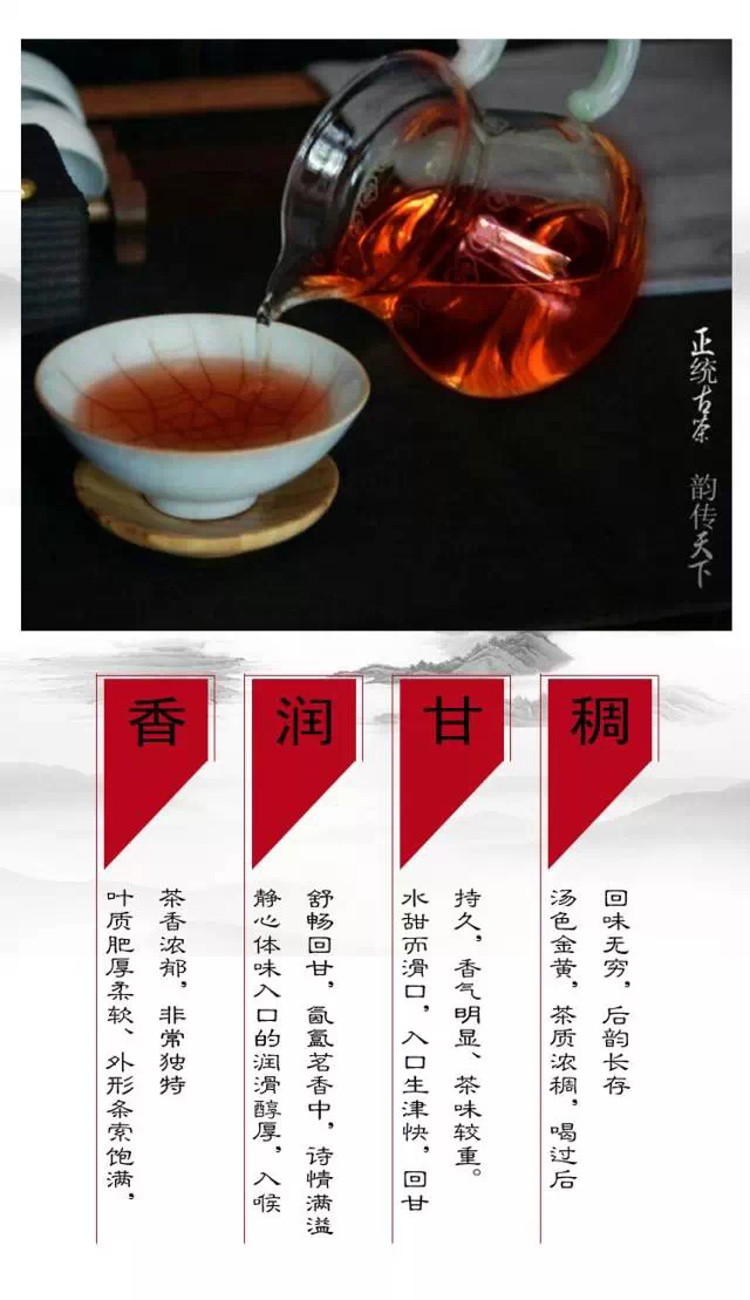 正统古茶 韵传天下
香
叶质肥厚柔软、外形条索饱满，
茶香浓郁，非常独特
润
静心体味入口的润滑醇厚，入喉
舒畅回甘，氤氲茗香中，诗情满溢
甘
水甜而滑口，入口生津快，回甘
持久，香气明显、茶味较重。
稠
汤色金黄，茶质浓稠，喝过后
回味无穷，后韵长存